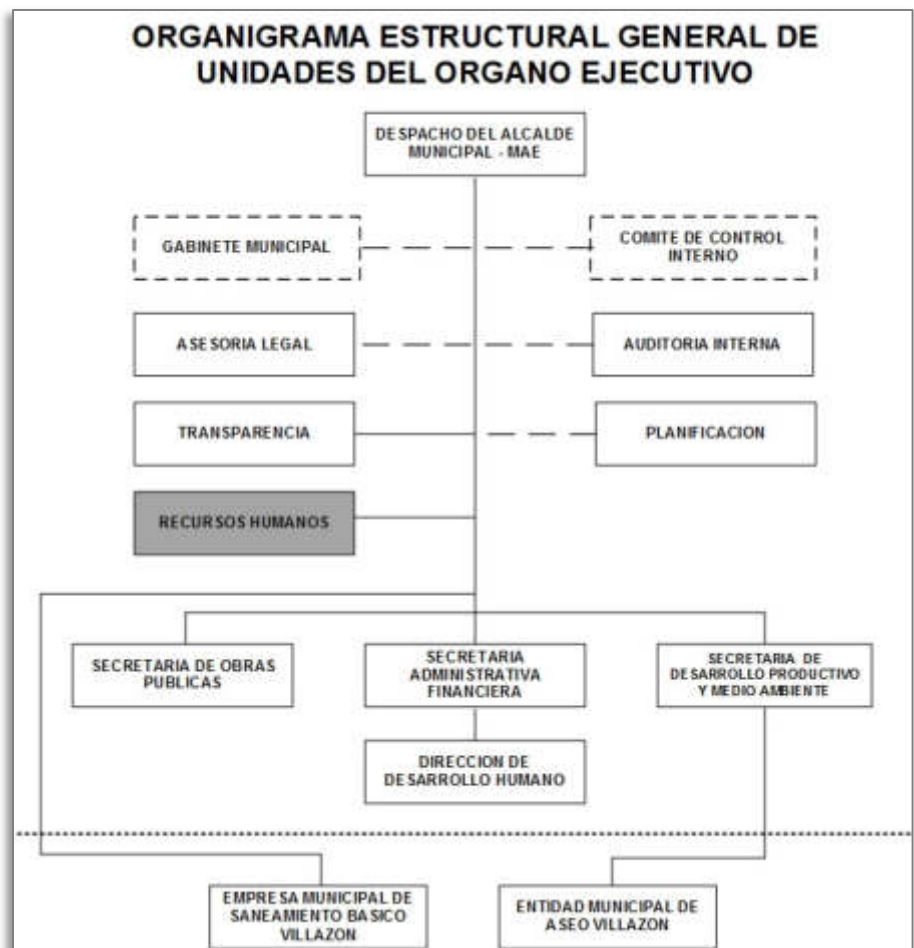 ORGANIGRAMA ESTRUCTURAL GENERAL DE
UNIDADES DEL ORGANO EJECUTIVO
DESPACHO DEL ALCALDE
MUNICIPAL - MAE
GABINETE MUNICIPAL
COMITE DE CONTROL
INTERNO
ASESORIA LEGAL
AUDITORIA INTERNA
TRANSPARENCIA
PLANIFICACION
RECURSOS HUMANOS
SECRETARIA DE OBRAS
PUBLICAS
SECRETARIA
ADMINISTRATIVA
FINANCIERA
SECRETARIA DE
DESARROLLO PRODUCTIVO
Y MEDIO AMBIENTE
DIRECCION DE
DESARROLLO HUMANO
EMPRESA MUNICIPAL DE
SANEAMIENTO BASICO
VILLAZON
ENTIDAD MUNICIPAL DE
ASEO VILLAZON